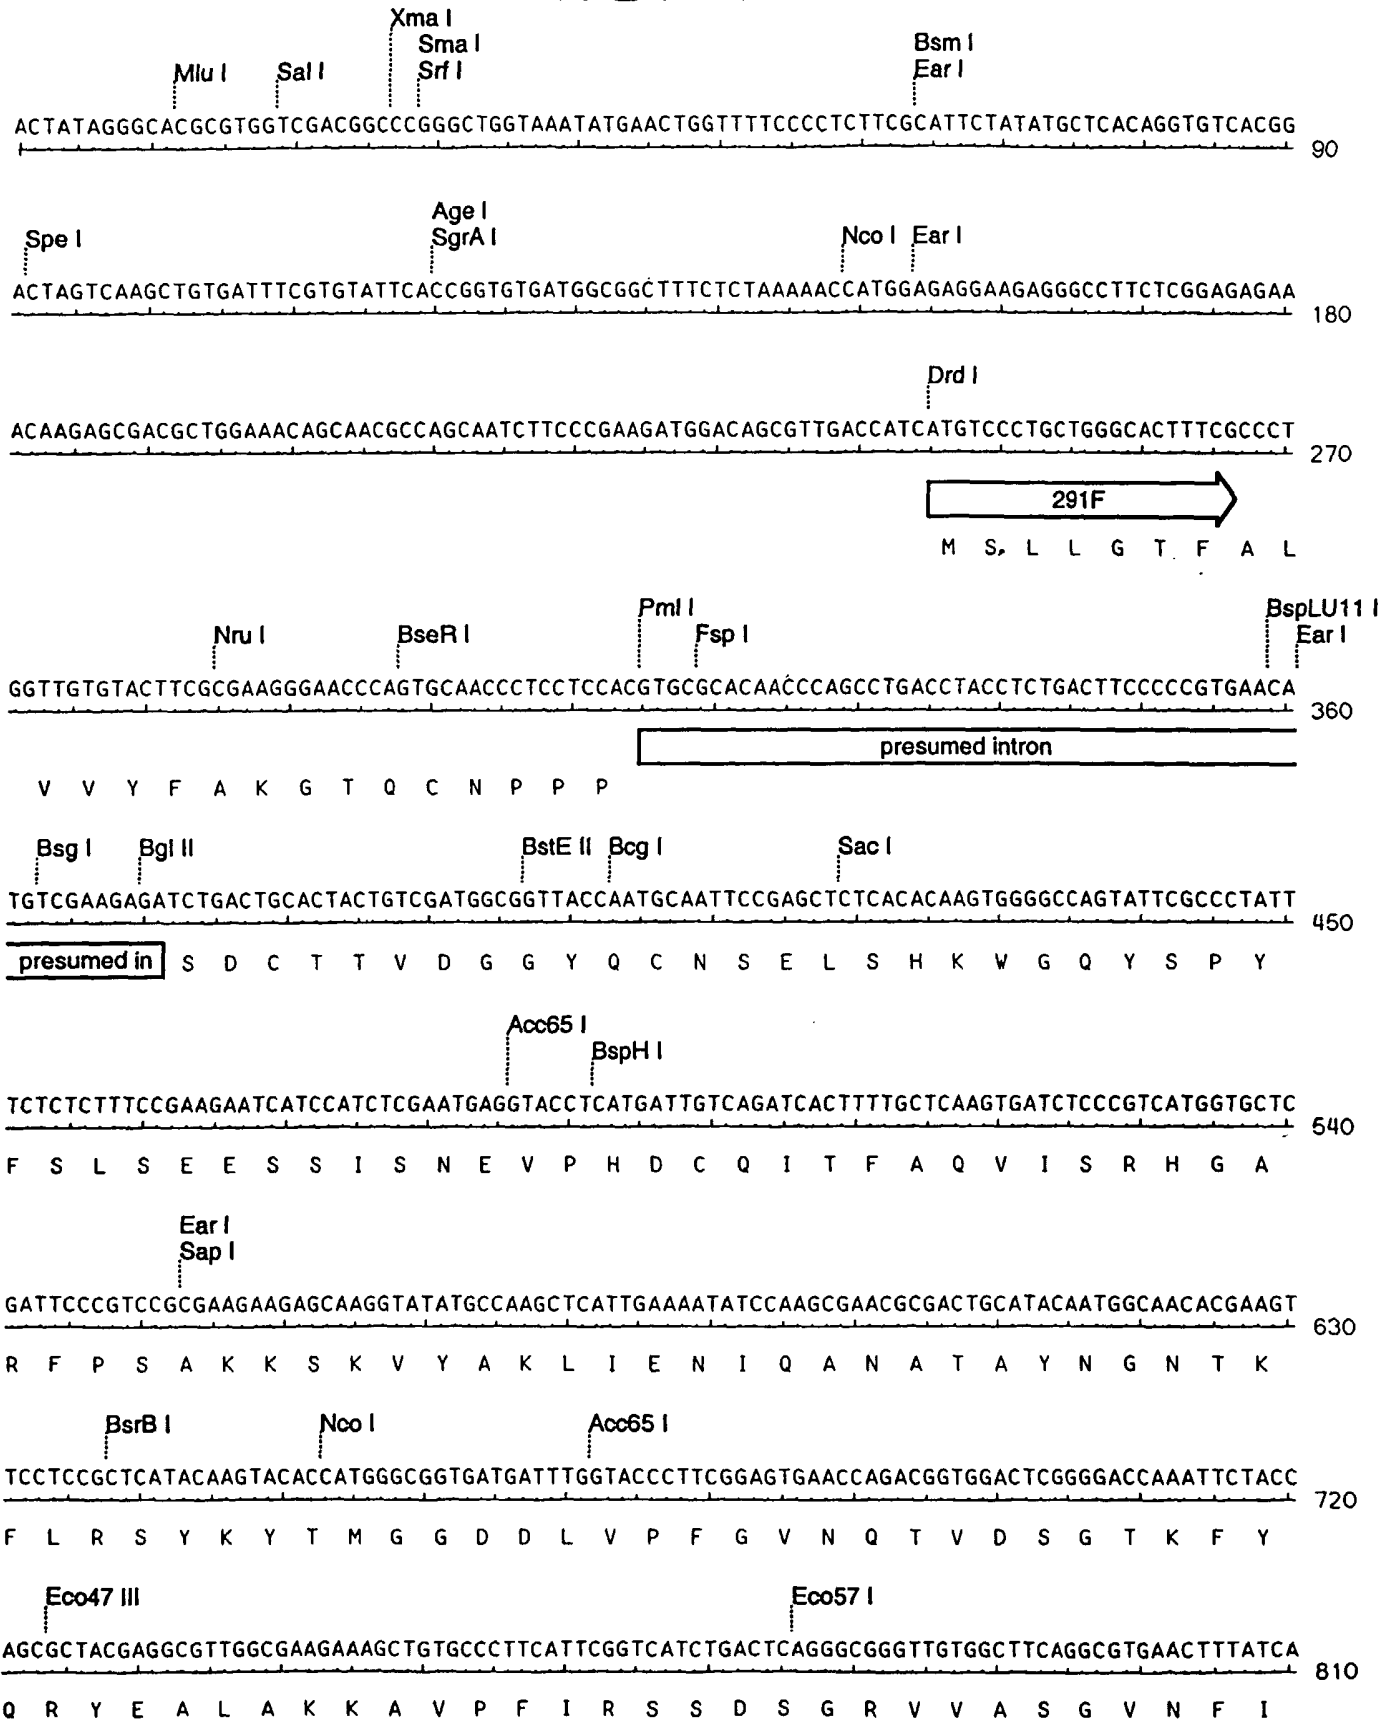 Xma I
Sma I Bsm I
Mlu I Sal I Srf I Ear I
ACTATAGGGCACGCGTGGTCGACGGCCCGGGCTGGTAAATATGAACTGGTTTTCCCCTCTTCGCATTCTATATGCTCACAGGTGTCACGG 90
Age I
Spe I SgrA I Nco I Ear I
ACTAGTCAAGCTGTGATTTCGTGTATTCACCGGTGTGATGGCGGCTTTCTCTAAAAACCATGGAGAGGAAGAGGGCCTTCTCGGAGAGAA 180
Drd I
ACAAGAGCGACGCTGGAAACAGCAACGCCAGCAATCTTCCCGAAGATGGACAGCGTTGACCATCATGTCCCTGCTGGGCACTTTCGCCCT 270
291F
M S L L G T F A L
Pml I BspLU11 I
Nru I BseR I Fsp I Ear I
GGTTGTGTACTTCGCGAAGGGAACCCAGTGCAACCCTCCTCCACGTGCGCACAACCCAGCCTGACCTACCTCTGACTTCCCCCGTGAACA 360
presumed intron
V V Y F A K G T Q C N P P P
Bsg I Bgl II BstE II Bcg I Sac I
TGTCGAAGAGATCTGACTGCACTACTGTCGATGGCGGTTACCAATGCAATTCCGAGCTCTCACACAAGTGGGGCCAGTATTCGCCCTATT 450
presumed in S D C T T V D G G Y Q C N S E L S H K W G Q Y S P Y
Acc65 I
BspH I
TCTCTCTTTCCGAAGAATCATCCATCTCGAATGAGGTACCTCATGATTGTCAGATCACTTTTGCTCAAGTGATCTCCCGTCATGGTGCTC 540
F S L S E E S S I S N E V P H D C Q I T F A Q V I S R H G A
Ear I
Sap I
GATTCCCGTCCGCGAAGAAGAGCAAGGTATATGCCAAGCTCATTGAAAATATCCAAGCGAACGCGACTGCATACAATGGCAACACGAAGT 630
R F P S A K K S K V Y A K L I E N I Q A N A T A Y N G N T K
BsrB I Nco I Acc65 I
TCCTCCGCTCATACAAGTACACCATGGGCGGTGATGATTTGGTACCCTTCGGAGTGAACCAGACGGTGGACTCGGGGACCAAATTCTACC 720
F L R S Y K Y T M G G D D L V P F G V N Q T V D S G T K F Y
Eco47 III Eco57 I
AGCGCTACGAGGCGTTGGCGAAGAAAGCTGTGCCCTTCATTCGGTCATCTGACTCAGGGCGGGTTGTGGCTTCAGGCGTGAACTTTATCA 810
Q R Y E A L A K K A V P F I R S S D S G R V V A S G V N F I